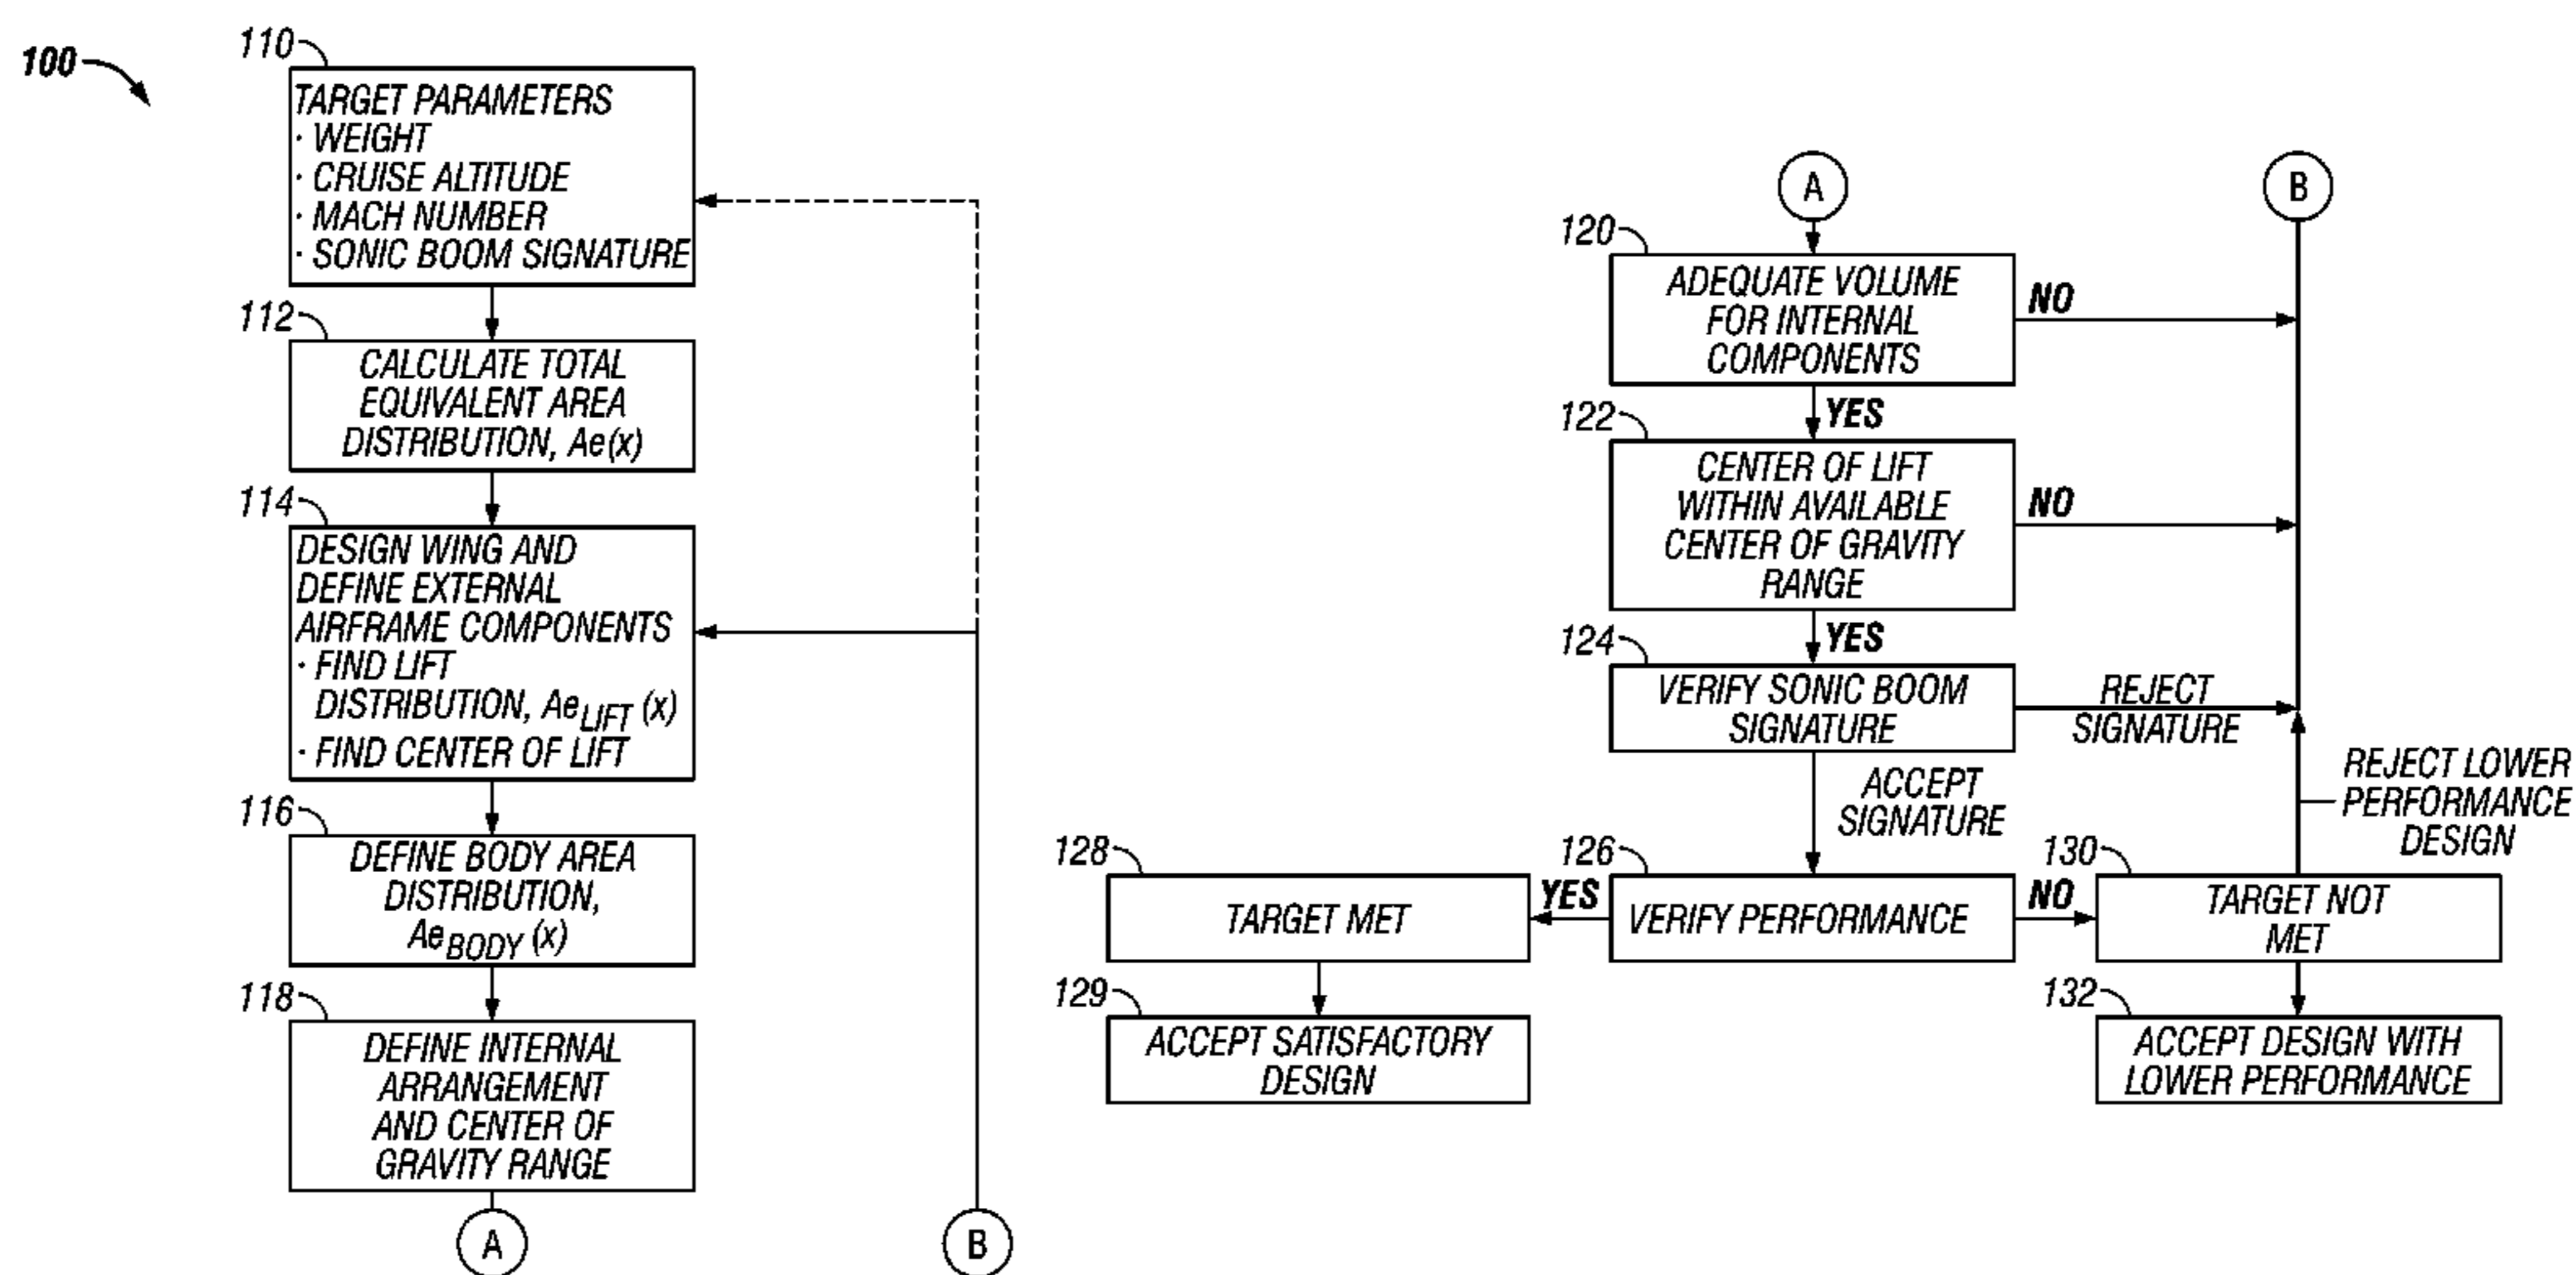 100
110
TARGET PARAMETERS
· WEIGHT
· CRUISE ALTITUDE
· MACH NUMBER
· SONIC BOOM SIGNATURE
112
CALCULATE TOTAL
EQUIVALENT AREA
DISTRIBUTION, Ae(x)
114
DESIGN WING AND
DEFINE EXTERNAL
AIRFRAME COMPONENTS
· FIND LIFT
DISTRIBUTION, AeLIFT (x)
· FIND CENTER OF LIFT
116
DEFINE BODY AREA
DISTRIBUTION,
AeBODY (x)
118
DEFINE INTERNAL
ARRANGEMENT
AND CENTER OF
GRAVITY RANGE
A
B
A
B
120
ADEQUATE VOLUME
FOR INTERNAL
COMPONENTS
NO
YES
122
CENTER OF LIFT
WITHIN AVAILABLE
CENTER OF GRAVITY
RANGE
NO
YES
124
VERIFY SONIC BOOM
SIGNATURE
REJECT
SIGNATURE
ACCEPT
SIGNATURE
REJECT LOWER
PERFORMANCE
DESIGN
128
TARGET MET
YES
126
VERIFY PERFORMANCE
NO
130
TARGET NOT
MET
129
ACCEPT SATISFACTORY
DESIGN
132
ACCEPT DESIGN WITH
LOWER PERFORMANCE